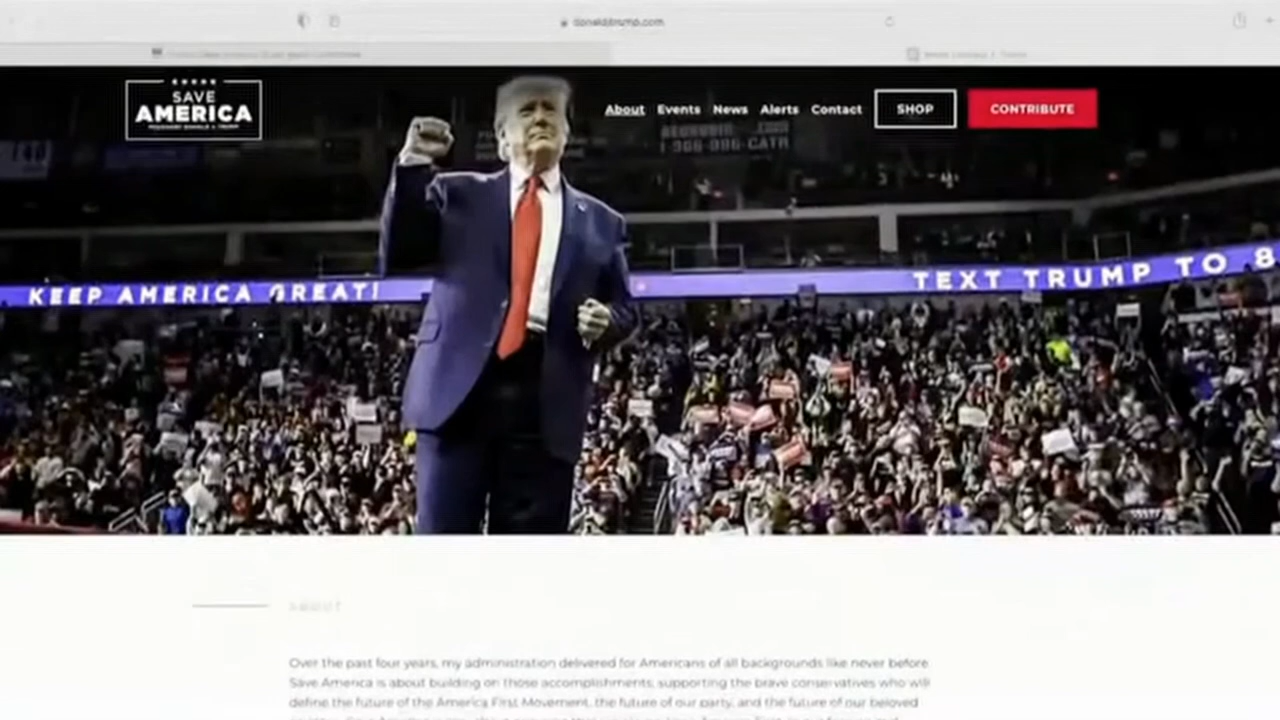 donaldjtrump.com
SAVE
AMERICA
PRESIDENT DONALD J. TRUMP
About Events News Alerts Contact SHOP CONTRIBUTE
KEEP AMERICA GREAT!
TEXT TRUMP TO 8
ABOUT
Over the past four years, my administration delivered for Americans of all backgrounds like never before.
Save America is about building on those accomplishments, supporting the brave conservatives who will
define the future of the America First Movement, the future of our party, and the future of our beloved